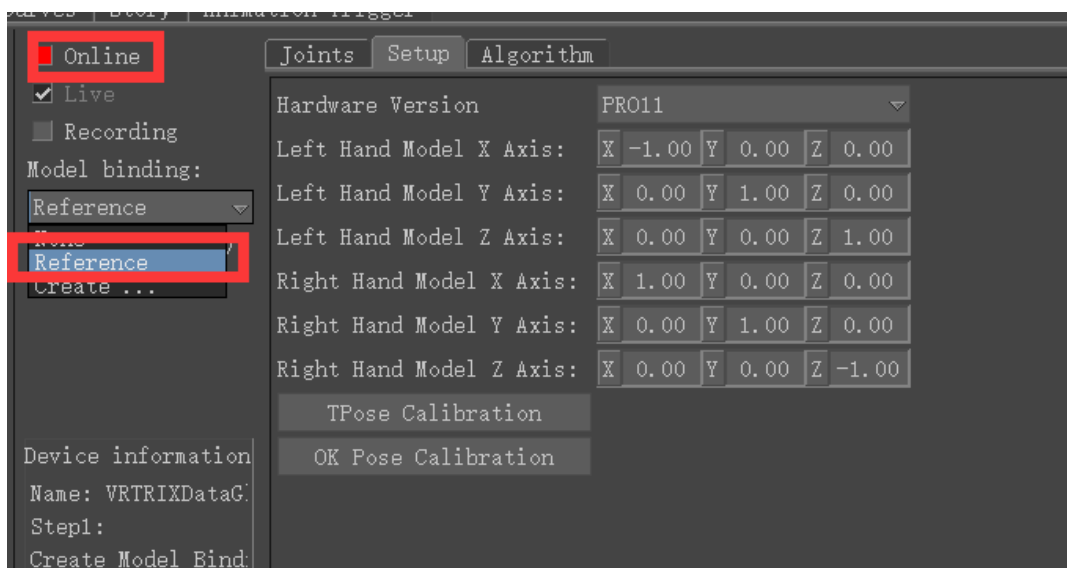 Story | Animation Trigger
Online
Live
Recording
Model binding:
Reference
None
Reference
Create ...
Device information
Name: VRTRIXDataG
Step1:
Create Model Bind
Joints Setup Algorithm
Hardware Version PRO11
Left Hand Model X Axis: X -1.00 Y 0.00 Z 0.00
Left Hand Model Y Axis: X 0.00 Y 1.00 Z 0.00
Left Hand Model Z Axis: X 0.00 Y 0.00 Z 1.00
Right Hand Model X Axis: X 1.00 Y 0.00 Z 0.00
Right Hand Model Y Axis: X 0.00 Y 1.00 Z 0.00
Right Hand Model Z Axis: X 0.00 Y 0.00 Z -1.00
TPose Calibration
OK Pose Calibration